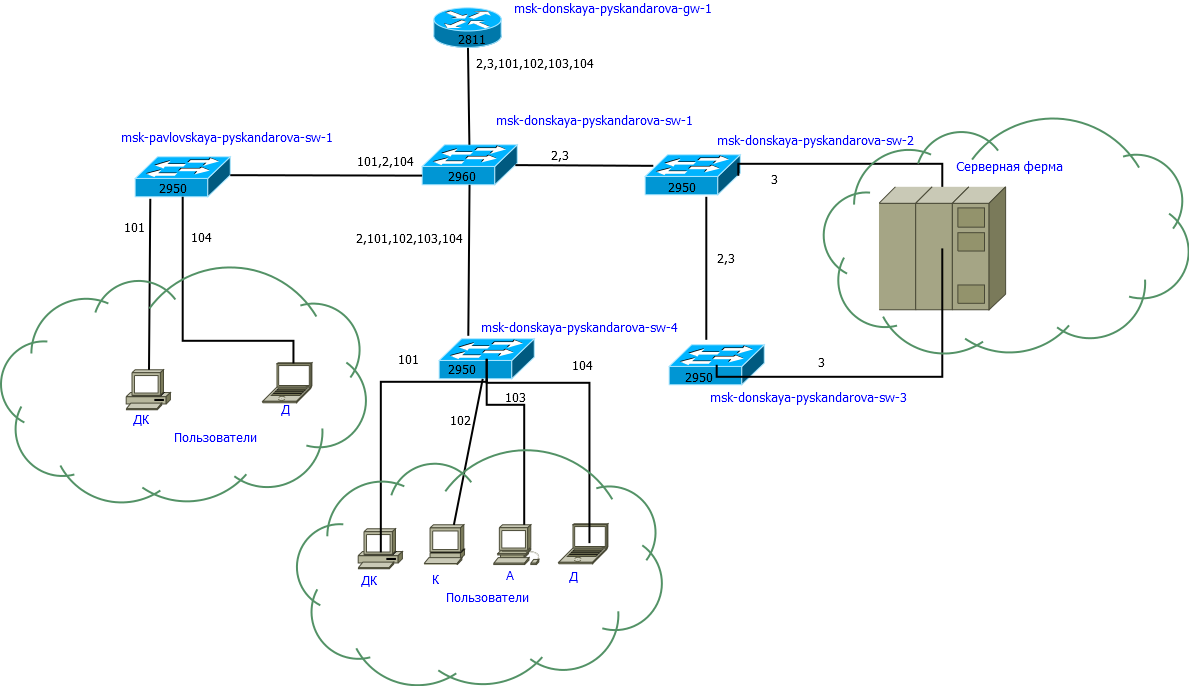 msk-donskaya-pyskandarova-gw-1
2811
2,3,101,102,103,104
msk-donskaya-pyskandarova-sw-1
msk-pavlovskaya-pyskandarova-sw-1
msk-donskaya-pyskandarova-sw-2
101,2,104
2,3
Серверная ферма
2960
3
2950
2950
101
104
2,101,102,103,104
2,3
msk-donskaya-pyskandarova-sw-4
101
2950
104
3
2950
msk-donskaya-pyskandarova-sw-3
103
102
ДК
Д
Пользователи
ДК
К
А
Д
Пользователи